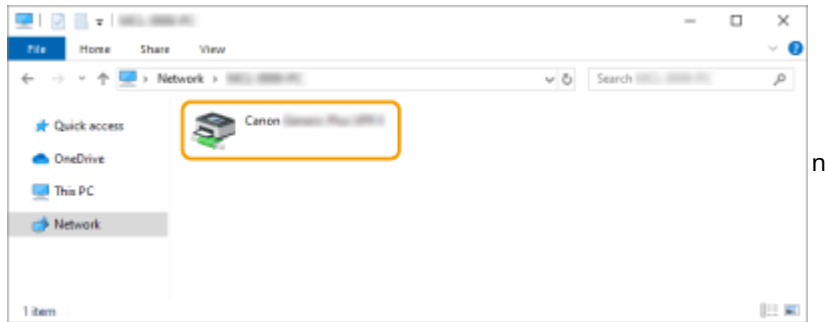 File Home Share View
Network
Search
Quick access
Canon
OneDrive
This PC
n
Network
1 item